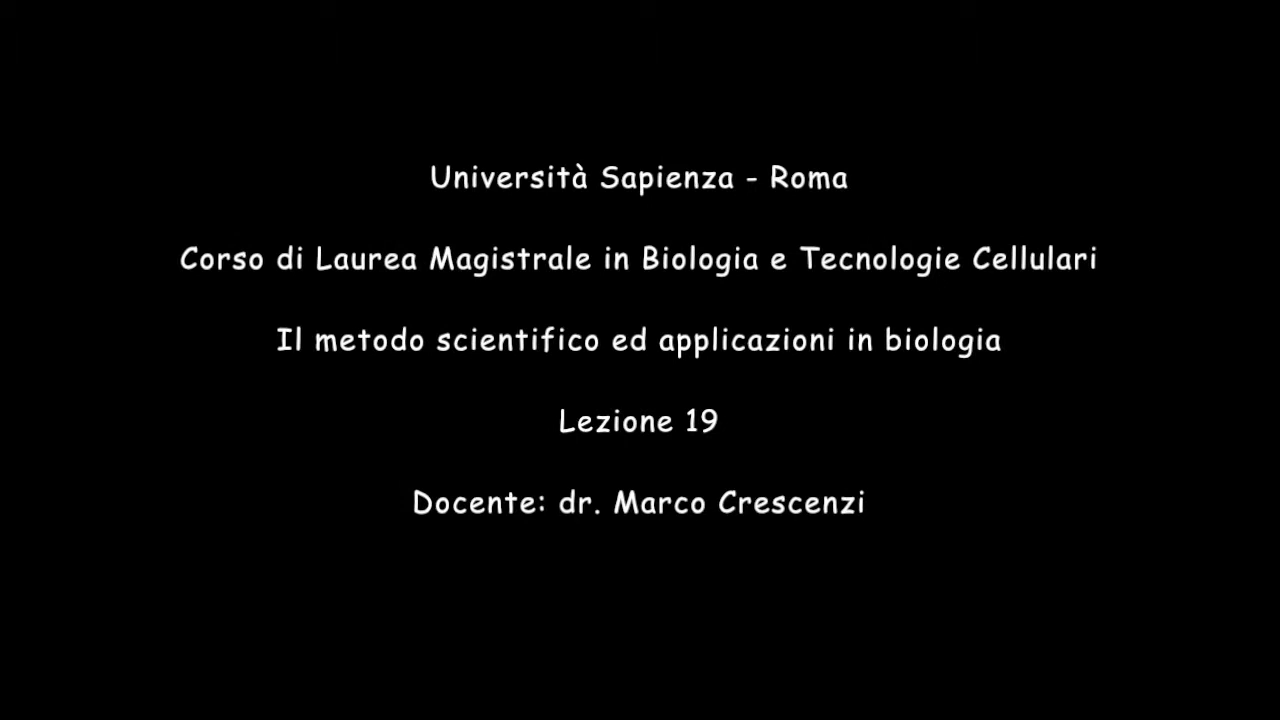 Università Sapienza - Roma
Corso di Laurea Magistrale in Biologia e Tecnologie Cellulari
Il metodo scientifico ed applicazioni in biologia
Lezione 19
Docente: dr. Marco Crescenzi